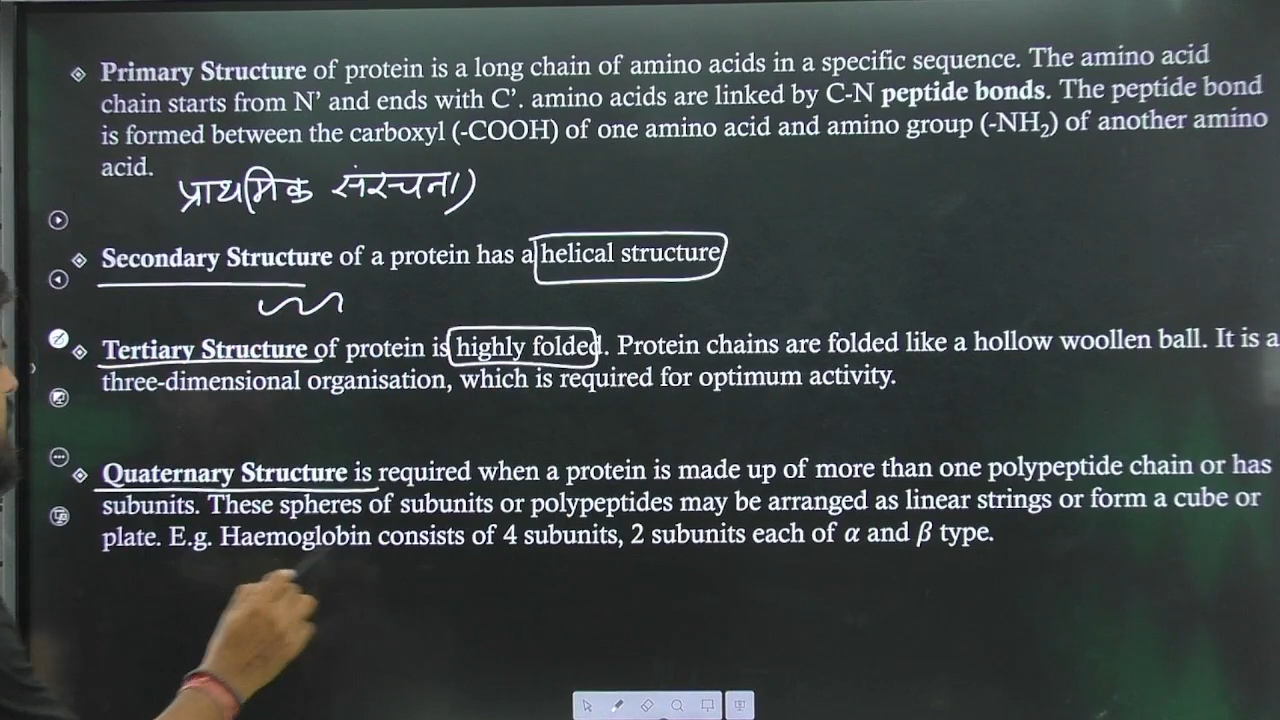 Primary Structure of protein is a long chain of amino acids in a specific sequence. The amino acid
chain starts from N’ and ends with C’. amino acids are linked by C-N peptide bonds. The peptide bond
is formed between the carboxyl (-COOH) of one amino acid and amino group (-NH₂) of another amino
acid.
प्राथमिक संरचना)
Secondary Structure of a protein has a helical structure
Tertiary Structure of protein is highly folded. Protein chains are folded like a hollow woollen ball. It is a
three-dimensional organisation, which is required for optimum activity.
Quaternary Structure is required when a protein is made up of more than one polypeptide chain or has
subunits. These spheres of subunits or polypeptides may be arranged as linear strings or form a cube or
plate. E.g. Haemoglobin consists of 4 subunits, 2 subunits each of α and β type.